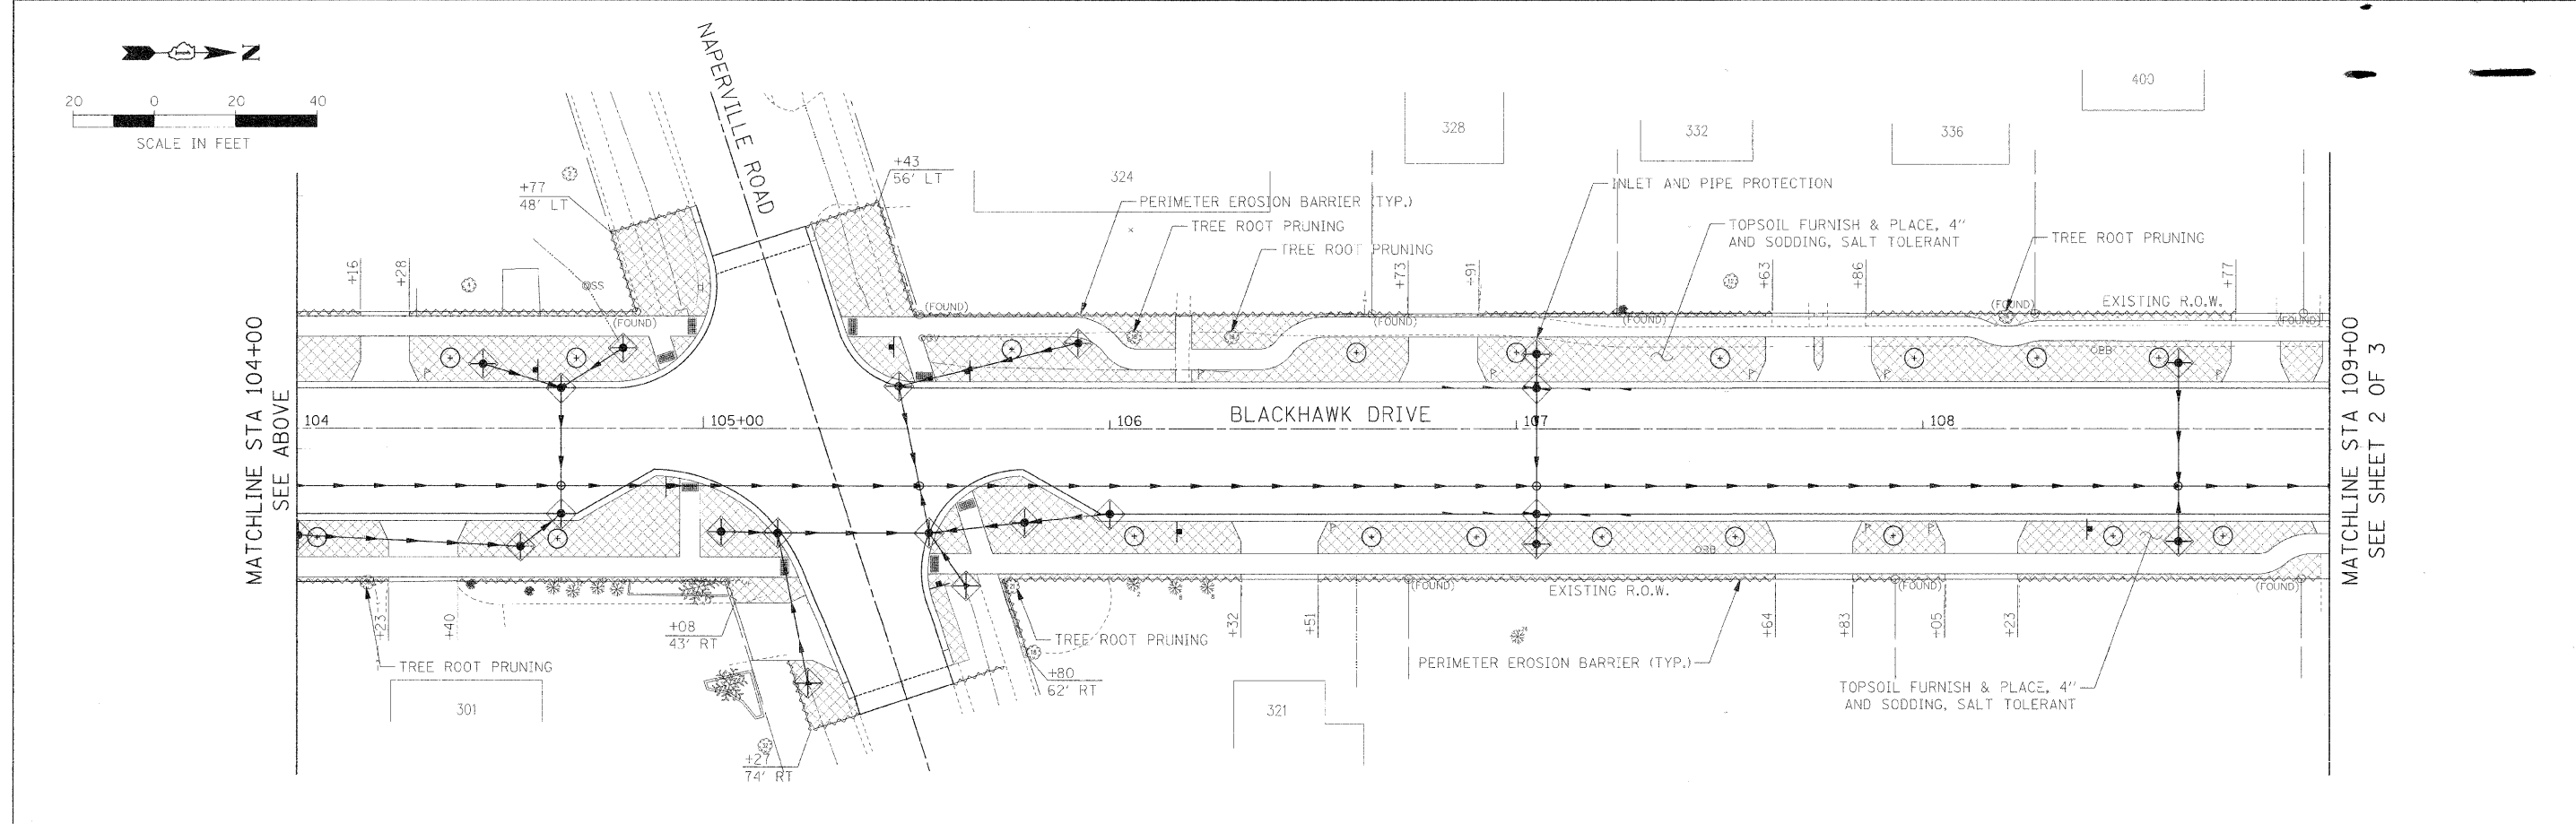 N
20 0 20 40
SCALE IN FEET
NAPERVILLE ROAD
+77
48' LT
+43
56' LT
324
328
332
336
400
INLET AND PIPE PROTECTION
PERIMETER EROSION BARRIER (TYP.)
TREE ROOT PRUNING
TREE ROOT PRUNING
TOPSOIL FURNISH & PLACE, 4"
AND SODDING, SALT TOLERANT
TREE ROOT PRUNING
+16
+28
+73
+91
+63
+86
+77
(FOUND)
(FOUND)
(FOUND)
(FOUND)
(FOUND)
(FOUND)
EXISTING R.O.W.
MATCHLINE STA 104+00
SEE ABOVE
104
105+00
106
BLACKHAWK DRIVE
107
108
MATCHLINE STA 109+00
SEE SHEET 2 OF 3
(FOUND)
(FOUND)
(FOUND)
EXISTING R.O.W.
+23
+40
+08
43' RT
+32
+51
+64
+83
+05
+23
TREE ROOT PRUNING
TREE ROOT PRUNING
+80
62' RT
PERIMETER EROSION BARRIER (TYP.)
TOPSOIL FURNISH & PLACE, 4"
AND SODDING, SALT TOLERANT
301
321
+27
74' RT